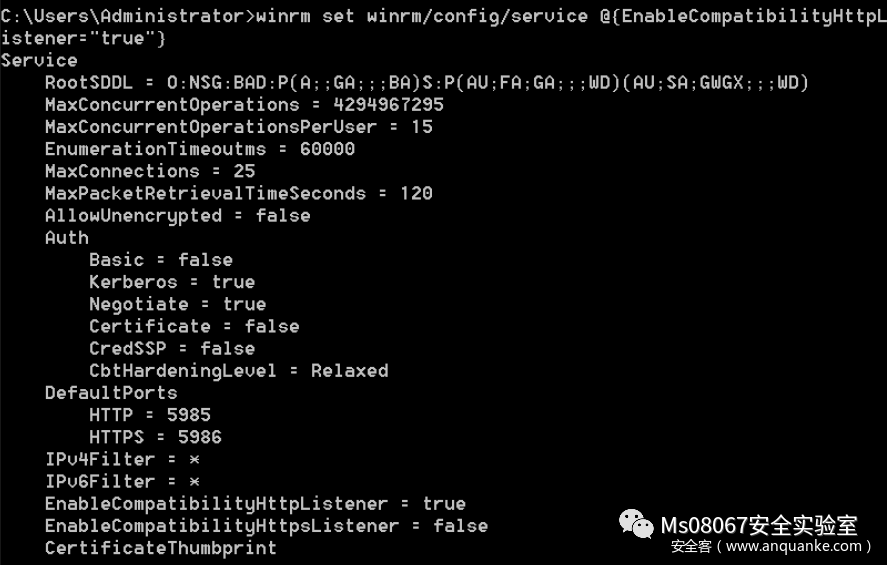 C:\Users\Administrator>winrm set winrm/config/service @{EnableCompatibilityHttpL
istener="true"}
Service
    RootSDDL = O:NSG:BAD:P(A;;GA;;;BA)S:P(AU;FA;GA;;;WD)(AU;SA;GWGX;;;WD)
    MaxConcurrentOperations = 4294967295
    MaxConcurrentOperationsPerUser = 15
    EnumerationTimeoutms = 60000
    MaxConnections = 25
    MaxPacketRetrievalTimeSeconds = 120
    AllowUnencrypted = false
    Auth
        Basic = false
        Kerberos = true
        Negotiate = true
        Certificate = false
        CredSSP = false
        CbtHardeningLevel = Relaxed
    DefaultPorts
        HTTP = 5985
        HTTPS = 5986
    IPv4Filter = *
    IPv6Filter = *
    EnableCompatibilityHttpListener = true
    EnableCompatibilityHttpsListener = false
    CertificateThumbprint
Ms08067安全实验室
安全客（www.anquanke.com）